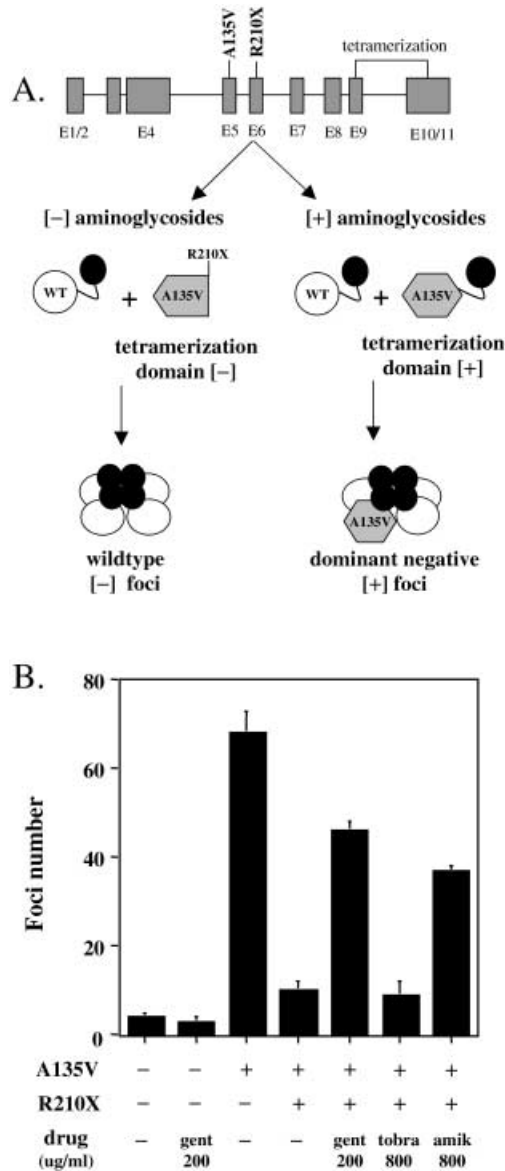 A135V
R210X
tetramerization
A.
E1/2 E4 E5 E6 E7 E8 E9 E10/11
[−] aminoglycosides [+] aminoglycosides
R210X
WT + A135V WT + A135V
tetramerization tetramerization
domain [−] domain [+]
A135V
wildtype dominant negative
[−] foci [+] foci
B.
80
60
40
20
0
Foci number
A135V − − + + + + +
R210X − − − + + + +
drug − gent − − gent tobra amik
(ug/ml) 200 200 800 800